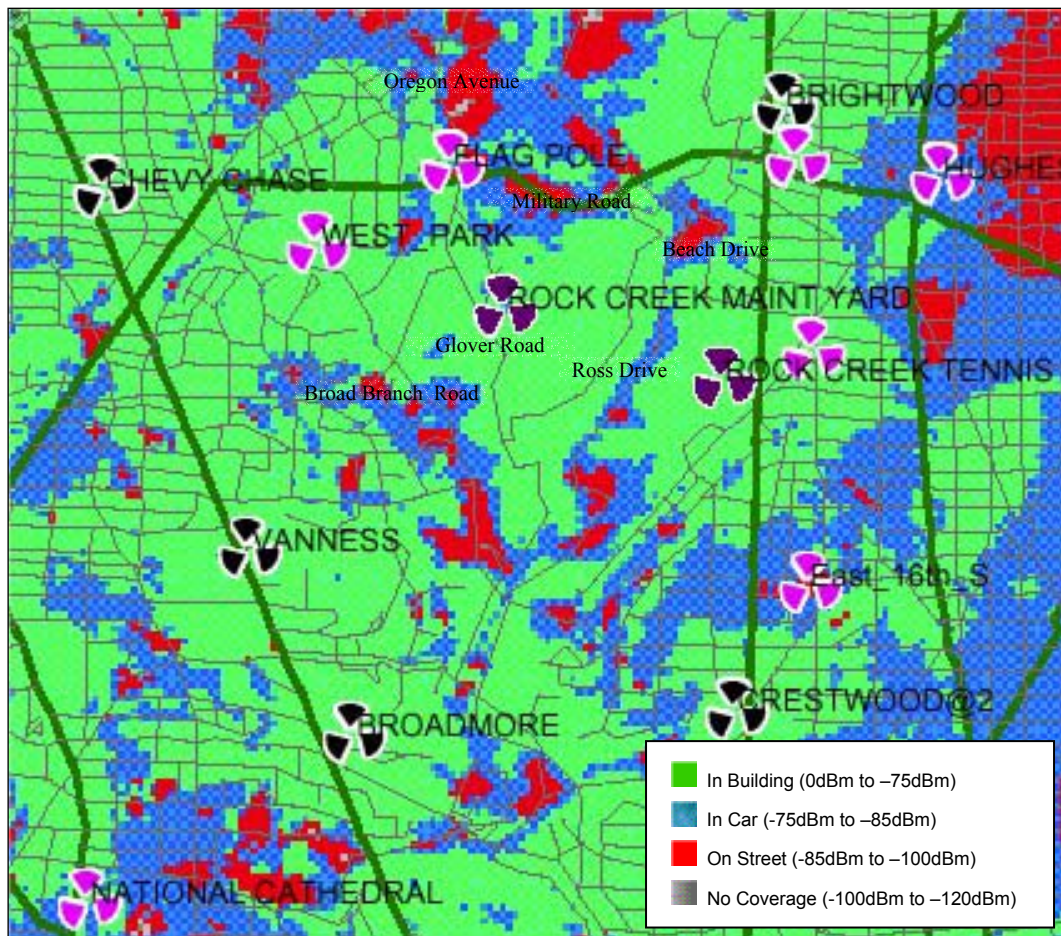 Oregon Avenue
BRIGHTWOOD
FLAG POLE
HUGHE
CHEVY CHASE
Military Road
WEST_PARK
Beach Drive
ROCK CREEK MAINT YARD
Glover Road
Ross Drive
ROCK CREEK TENNIS
Broad Branch Road
VANNESS
East_16th_S
CRESTWOOD@2
BROADMORE
NATIONAL CATHEDRAL
In Building (0dBm to –75dBm)
In Car (-75dBm to –85dBm)
On Street (-85dBm to –100dBm)
No Coverage (-100dBm to –120dBm)